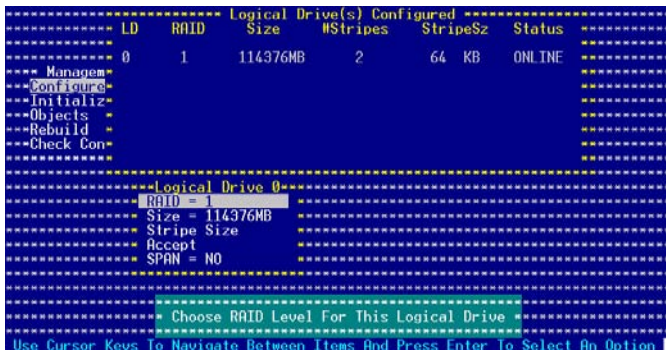 Logical Drive(s) Configured
LD RAID Size #Stripes StripeSz Status
0 1 114376MB 2 64 KB ONLINE
Managem
Configure
Initializ
Objects
Rebuild
Check Con
Logical Drive 0
RAID = 1
Size = 114376MB
Stripe Size
Accept
SPAN = NO
Choose RAID Level For This Logical Drive
Use Cursor Keys To Navigate Between Items And Press Enter To Select An Option